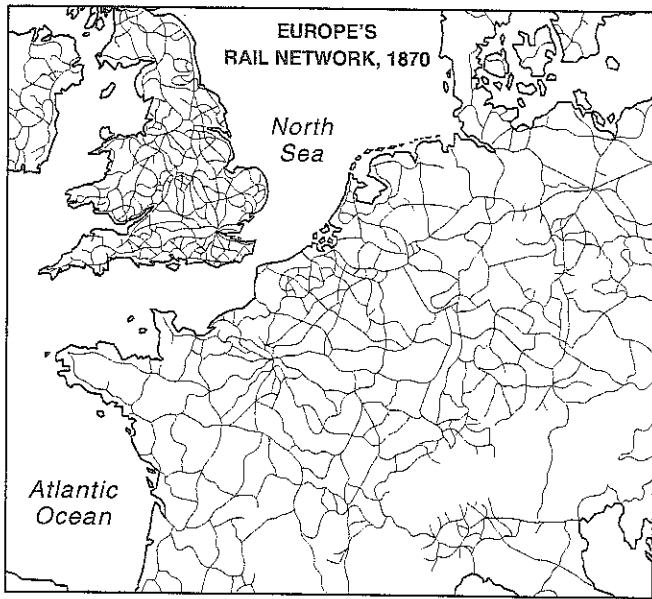 EUROPE'S
RAIL NETWORK, 1870
North
Sea
Atlantic
Ocean